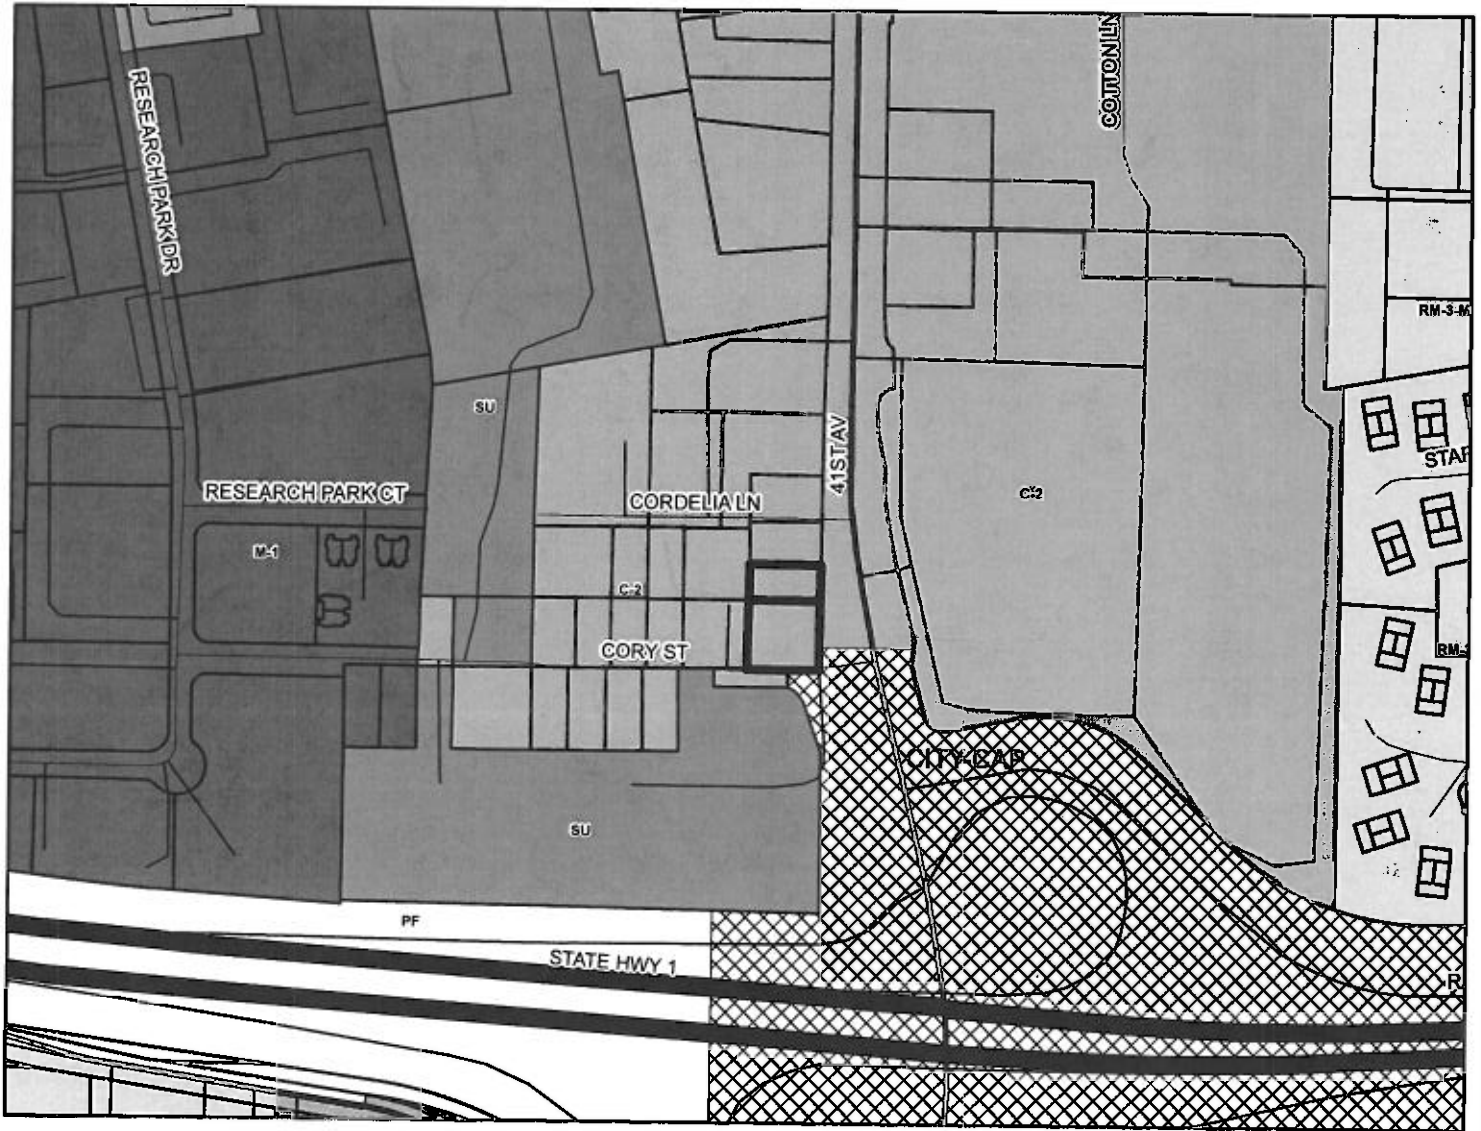 COTTON LN
RESEARCH PARK DR
RM-3-M
SU
41ST AV
STAR
RESEARCH PARK CT
CORDELIA LN
C-2
M-1
C-2
CORY ST
RM-
CITY-CAP
SU
PF
STATE HWY 1
R